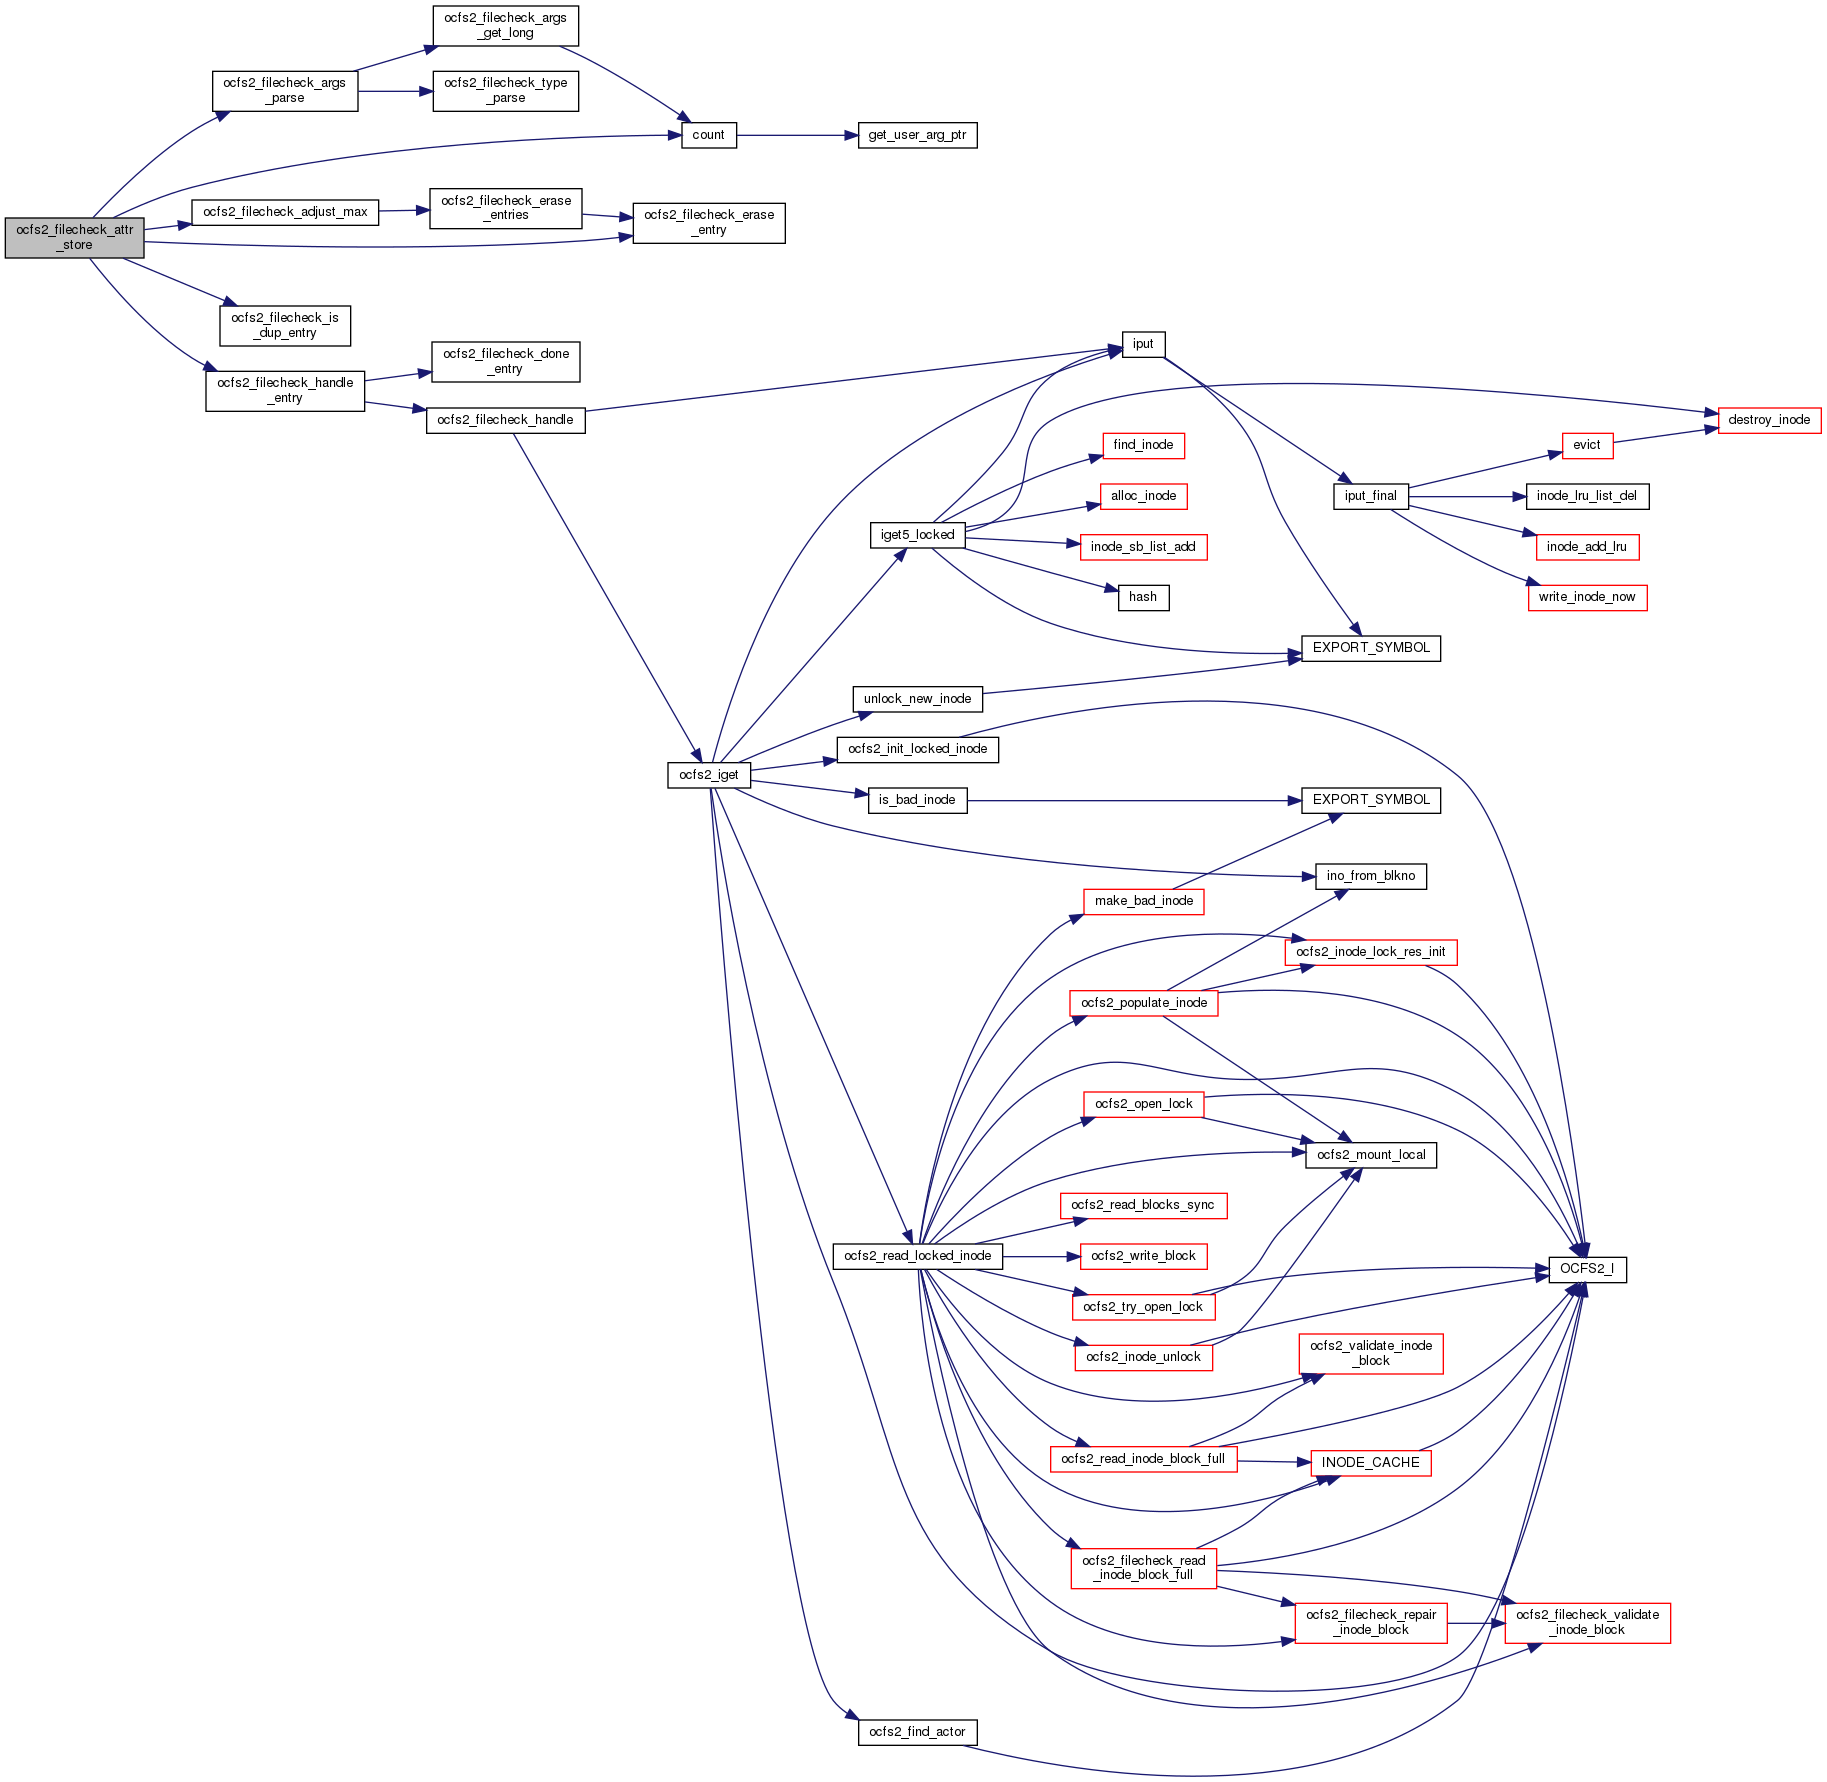 ocfs2_filecheck_attr
_store
ocfs2_filecheck_args
_parse
ocfs2_filecheck_adjust_max
ocfs2_filecheck_is
_dup_entry
ocfs2_filecheck_handle
_entry
ocfs2_filecheck_args
_get_long
ocfs2_filecheck_type
_parse
ocfs2_filecheck_erase
_entries
ocfs2_filecheck_done
_entry
ocfs2_filecheck_handle
count
ocfs2_filecheck_erase
_entry
ocfs2_iget
get_user_arg_ptr
iget5_locked
unlock_new_inode
ocfs2_init_locked_inode
is_bad_inode
ocfs2_read_locked_inode
ocfs2_find_actor
iput
find_inode
alloc_inode
inode_sb_list_add
hash
make_bad_inode
ocfs2_populate_inode
ocfs2_open_lock
ocfs2_read_blocks_sync
ocfs2_write_block
ocfs2_try_open_lock
ocfs2_inode_unlock
ocfs2_read_inode_block_full
ocfs2_filecheck_read
_inode_block_full
iput_final
EXPORT_SYMBOL
EXPORT_SYMBOL
ino_from_blkno
ocfs2_inode_lock_res_init
ocfs2_mount_local
ocfs2_validate_inode
_block
INODE_CACHE
ocfs2_filecheck_repair
_inode_block
evict
inode_lru_list_del
inode_add_lru
write_inode_now
OCFS2_I
ocfs2_filecheck_validate
_inode_block
destroy_inode